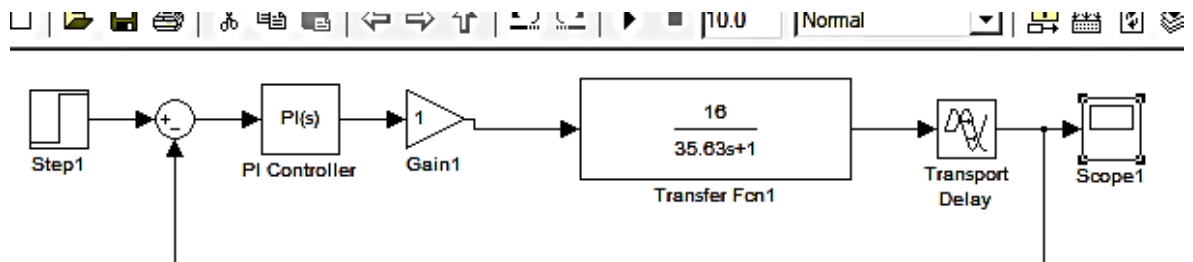 10.0 Normal
+
−
PI(s)
1
16
35.63s+1
Step1
PI Controller
Gain1
Transfer Fcn1
Transport
Delay
Scope1